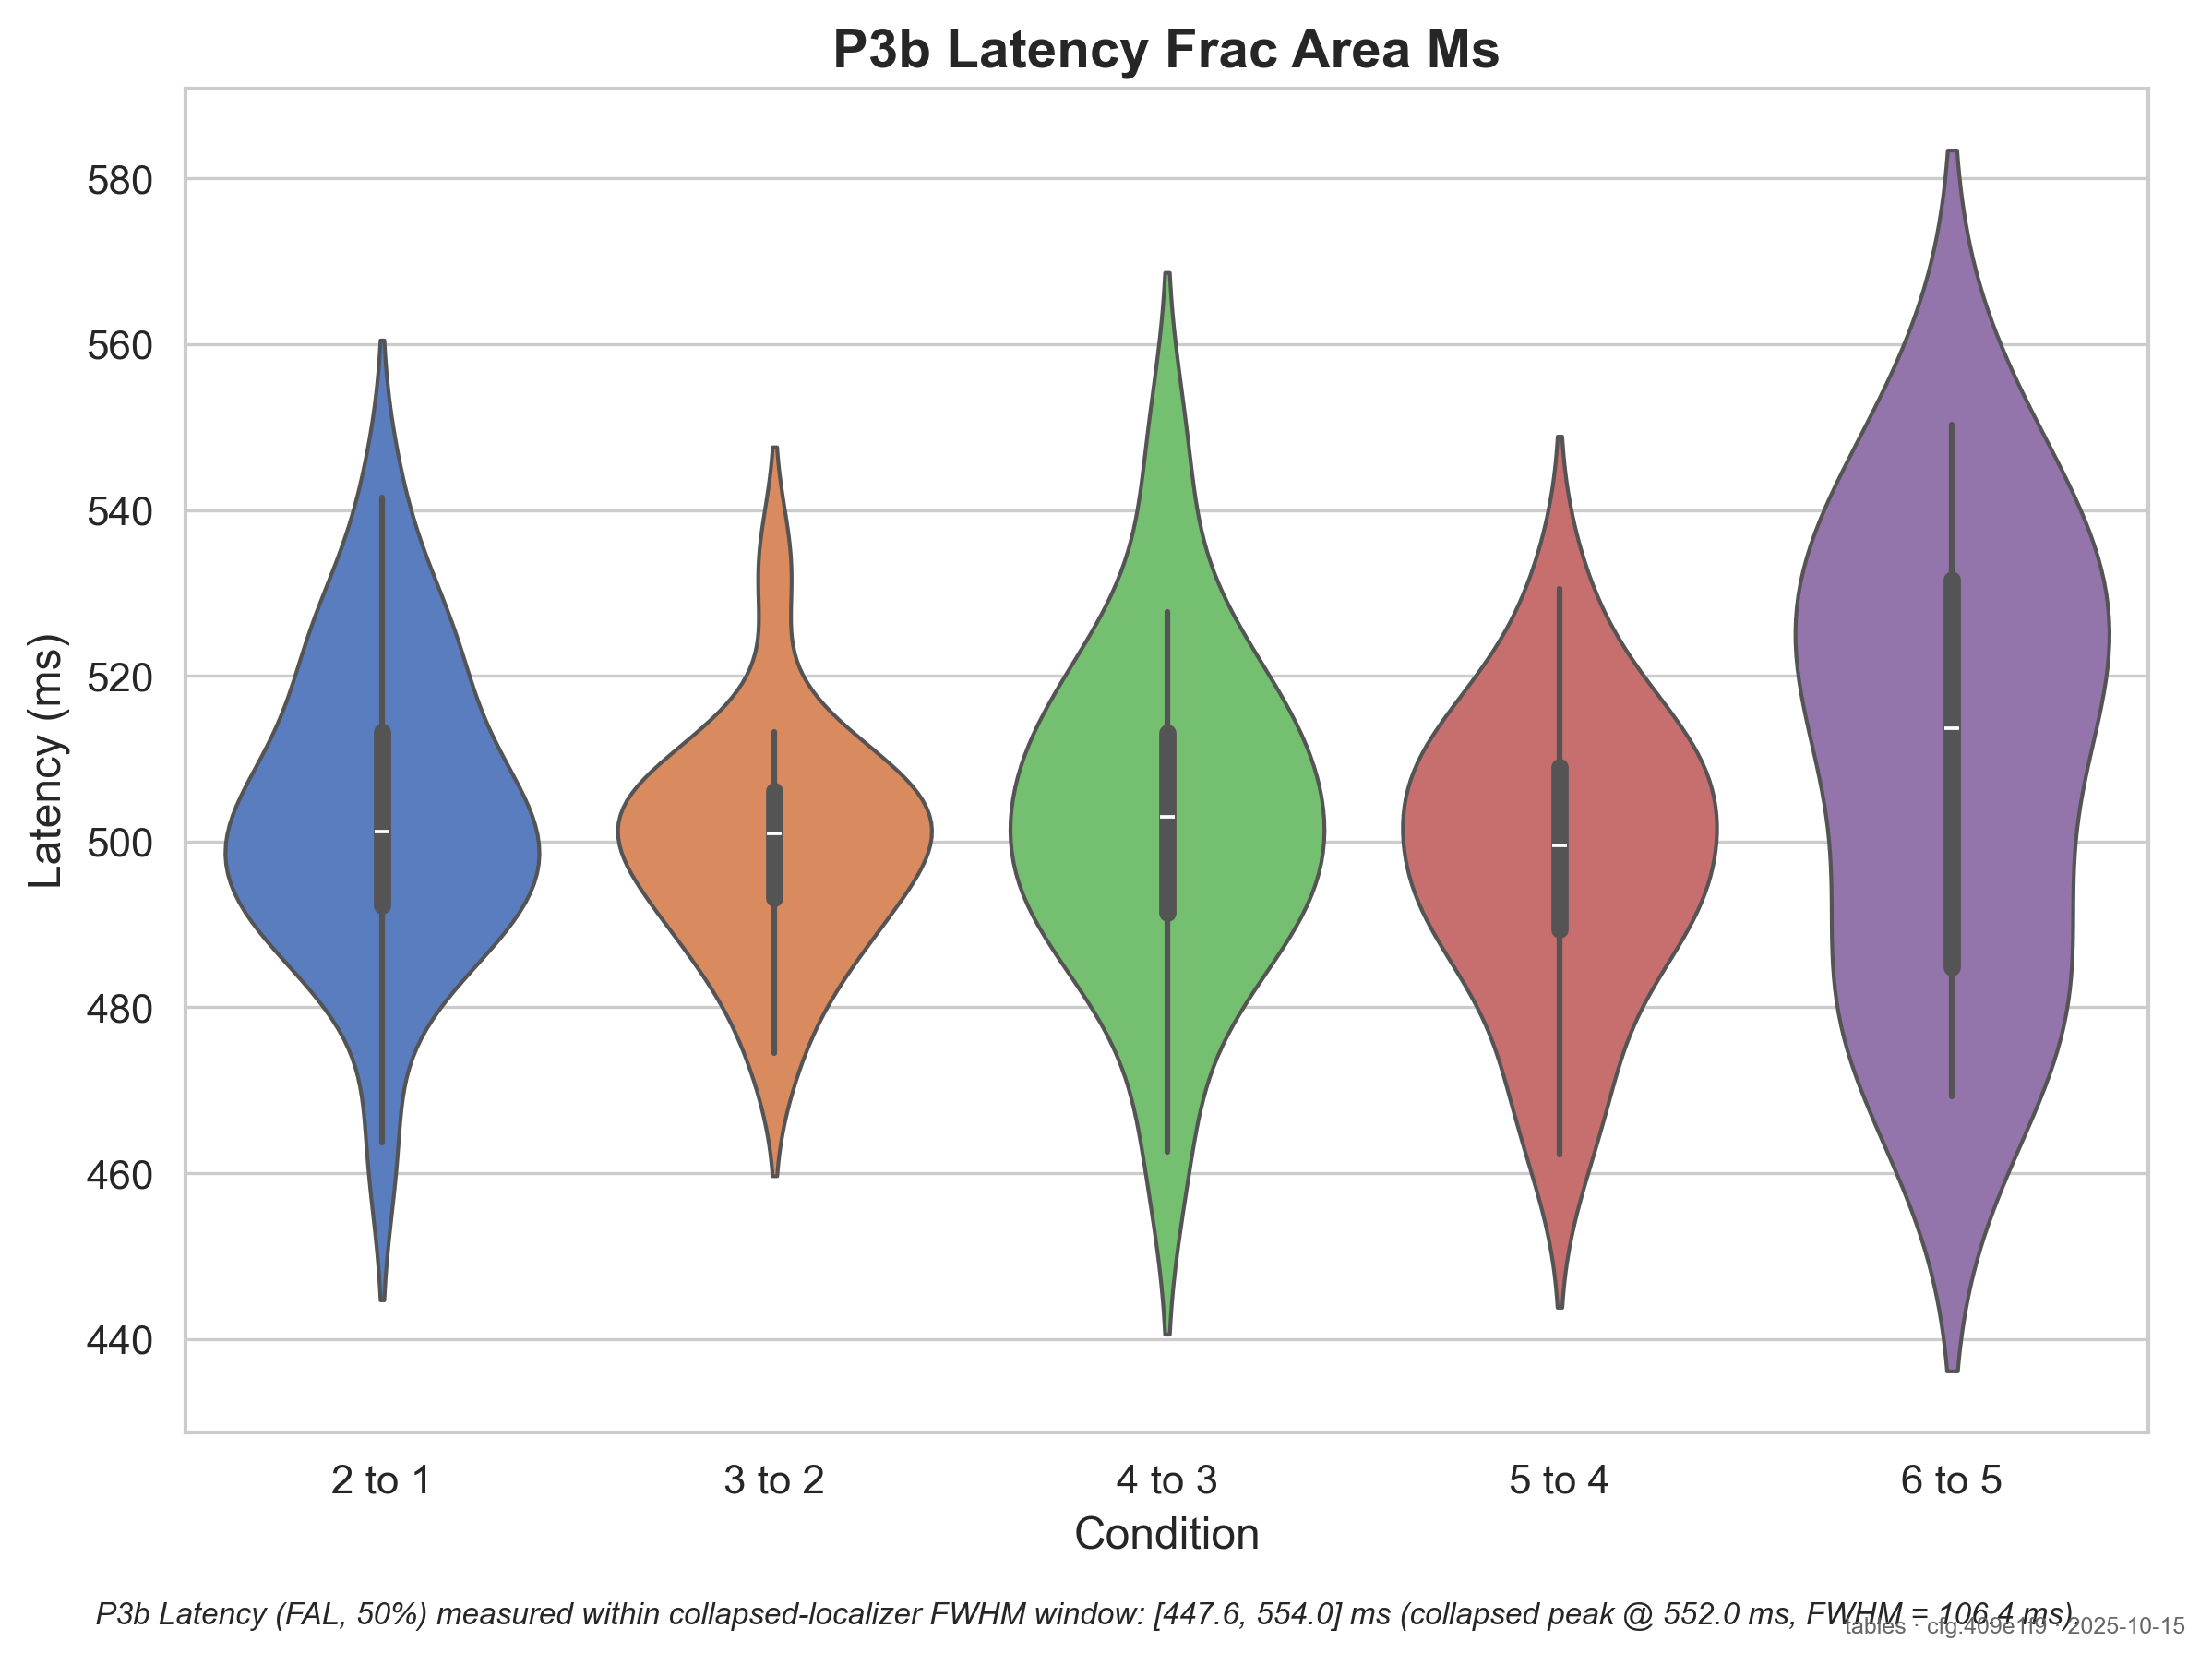 P3b Latency Frac Area Ms
Latency (ms)
580
560
540
520
500
480
460
440
2 to 1 3 to 2 4 to 3 5 to 4 6 to 5
Condition
P3b Latency (FAL, 50%) measured within collapsed-localizer FWHM window: [447.6, 554.0] ms (collapsed peak @ 552.0 ms, FWHM = 106.4 ms).
tables · cfg:409e1f9 · 2025-10-15